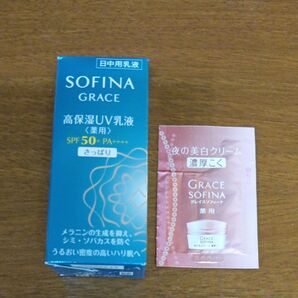 日中用乳液
SOFINA
GRACE
高保湿UV乳液
〈薬用〉
SPF 50+ PA++++
さっぱり
メラニンの生成を抑え、
シミ・ソバカスを防ぐ
うるおい密度の高いハリ肌へ
夜の美白クリーム
濃厚こく
GRACE
SOFINA
グレイスソフィーナ
薬用
GRACE
SOFINA